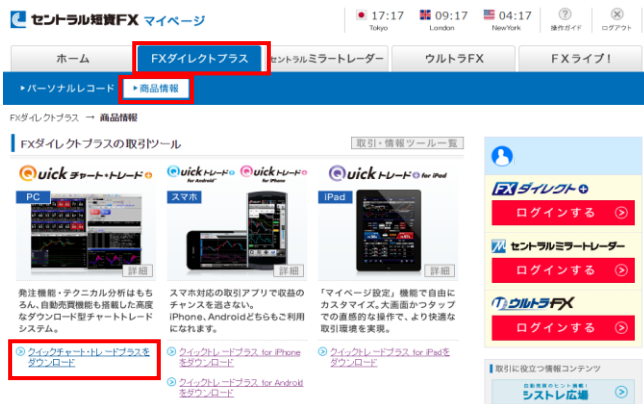 セントラル短資FX マイページ
17:17 09:17 04:17
Tokyo London NewYork 操作ガイド ログアウト
ホーム FXダイレクトプラス セントラルミラートレーダー ウルトラFX FXライブ！
パーソナルレコード 商品情報
FXダイレクトプラス → 商品情報
FXダイレクトプラスの取引ツール 取引・情報ツール一覧
Quick チャート・トレード+
PC
詳細
発注機能・テクニカル分析はもち
ろん、自動売買機能も搭載した高度
なダウンロード型チャートトレード
システム。
クイックチャート・トレードプラスを
ダウンロード
Quick トレード+ for Android Quick トレード+ for iPhone
スマホ
詳細
スマホ対応の取引アプリで収益の
チャンスを逃さない。
iPhone、Androidどちらもご利用
になれます。
クイックトレードプラス for iPhone
をダウンロード
クイックトレードプラス for Android
をダウンロード
Quick トレード+ for iPad
iPad
詳細
「マイページ設定」機能で自由に
カスタマイズ。大画面かつタップ
での直感的な操作で、より快適な
取引環境を実現。
クイックトレードプラス for iPadを
ダウンロード
FXダイレクト+
ログインする
セントラルミラートレーダー
ログインする
ウルトラFX
ログインする
取引に役立つ情報コンテンツ
自動売買のヒント満載！
シストレ広場